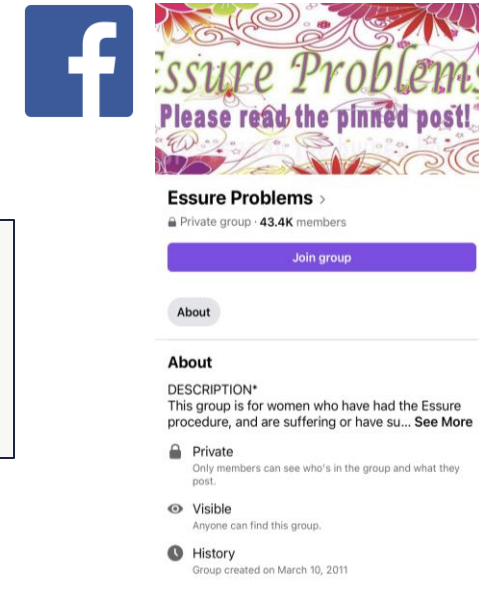 Essure Problems
Please read the pinned post!
Essure Problems >
Private group · 43.4K members
Join group
About
About
DESCRIPTION*
This group is for women who have had the Essure
procedure, and are suffering or have su... See More
Private
Only members can see who's in the group and what they
post.
Visible
Anyone can find this group.
History
Group created on March 10, 2011